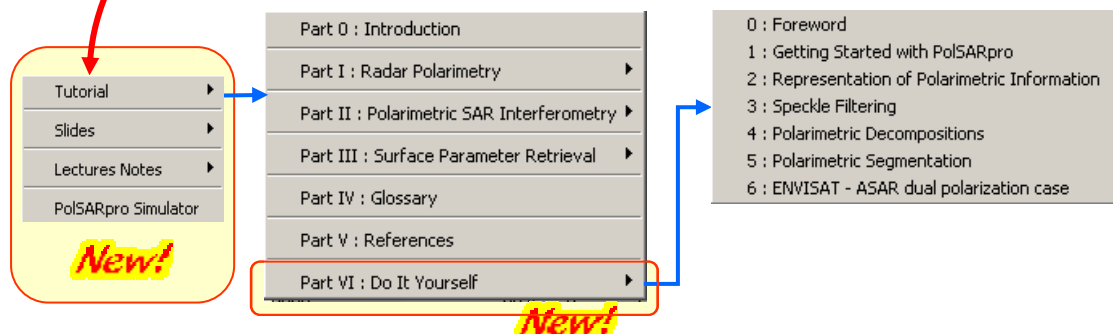 Tutorial
Slides
Lectures Notes
PolSARpro Simulator
New!
Part 0 : Introduction
Part I : Radar Polarimetry
Part II : Polarimetric SAR Interferometry
Part III : Surface Parameter Retrieval
Part IV : Glossary
Part V : References
Part VI : Do It Yourself
New!
0 : Foreword
1 : Getting Started with PolSARpro
2 : Representation of Polarimetric Information
3 : Speckle Filtering
4 : Polarimetric Decompositions
5 : Polarimetric Segmentation
6 : ENVISAT - ASAR dual polarization case